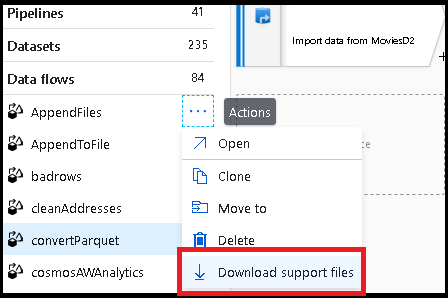 Pipelines 41
Datasets 235
Data flows 84
AppendFiles
AppendToFile
badrows
cleanAddresses
convertParquet
cosmosAWAnalytics
Actions
Open
Clone
Move to
Delete
Download support files
Import data from MoviesD2